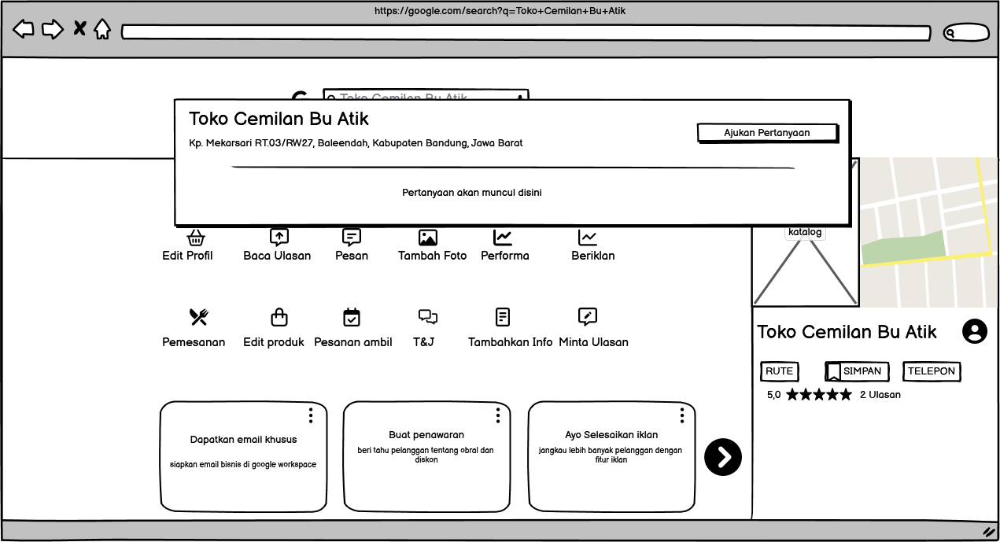 https://google.com/search?q=Toko+Cemilan+Bu+Atik
Toko Cemilan Bu Atik
Toko Cemilan Bu Atik
Kp. Mekarsari RT.03/RW27, Baleendah, Kabupaten Bandung, Jawa Barat
Ajukan Pertanyaan
Pertanyaan akan muncul disini
katalog
Edit Profil
Baca Ulasan
Pesan
Tambah Foto
Performa
Beriklan
Pemesanan
Edit produk
Pesanan ambil
T&J
Tambahkan Info
Minta Ulasan
Toko Cemilan Bu Atik
RUTE
SIMPAN
TELEPON
5,0
2 Ulasan
Dapatkan email khusus
siapkan email bisnis di google workspace
Buat penawaran
beri tahu pelanggan tentang obral dan
diskon
Ayo Selesaikan iklan
jangkau lebih banyak pelanggan dengan
fitur iklan